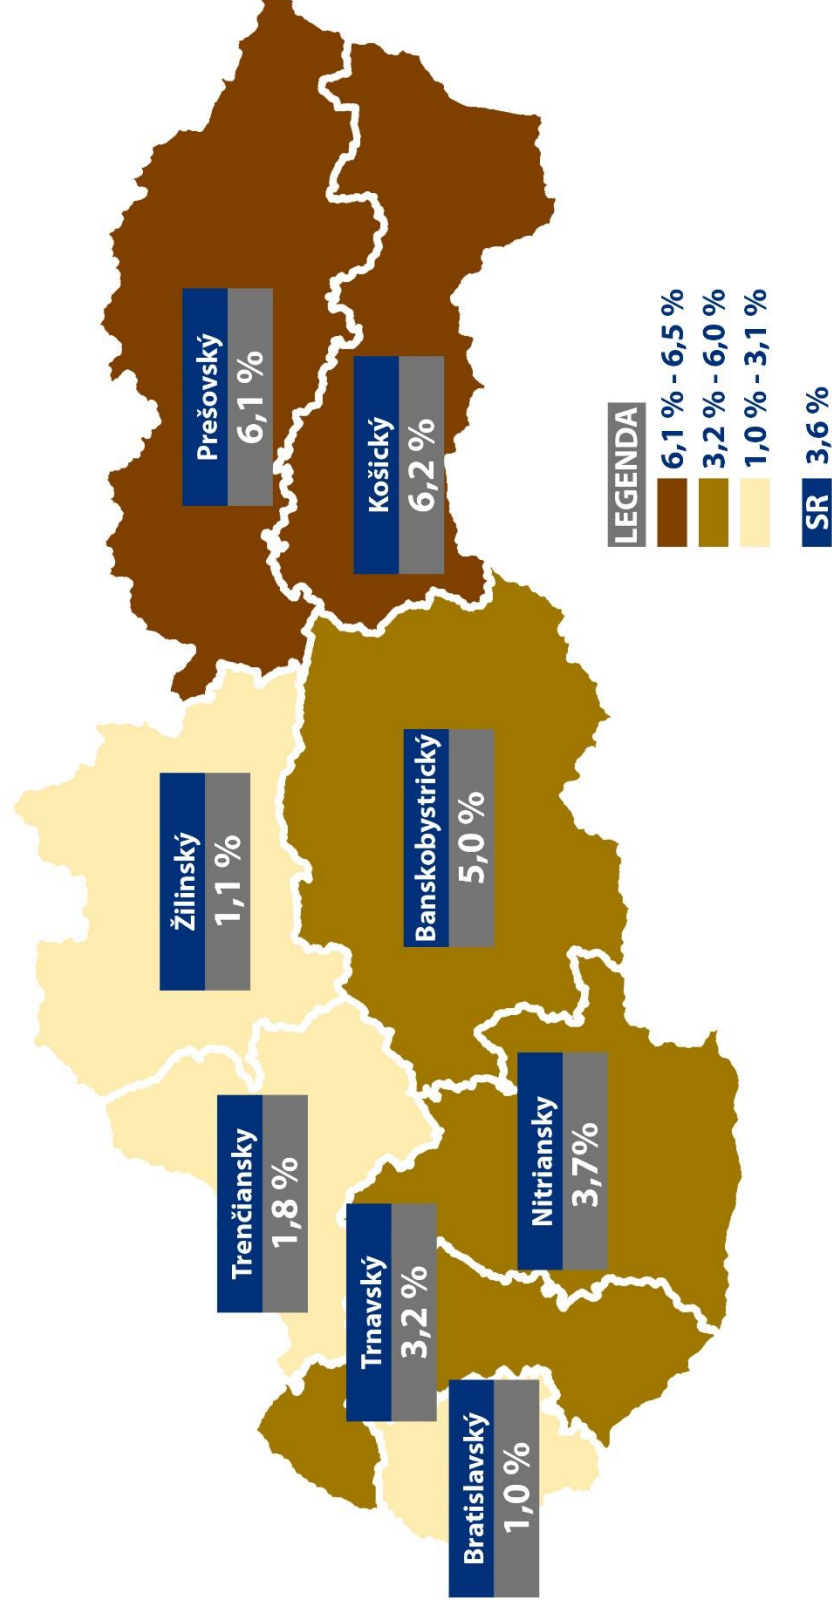 Žilinský
1,1 %
Prešovský
6,1 %
Trenčiansky
1,8 %
Trnavský
3,2 %
Košický
6,2 %
Banskobystrický
5,0 %
Bratislavský
1,0 %
Nitriansky
3,7%
LEGENDA
6,1 % - 6,5 %
3,2 % - 6,0 %
1,0 % - 3,1 %
SR 3,6 %